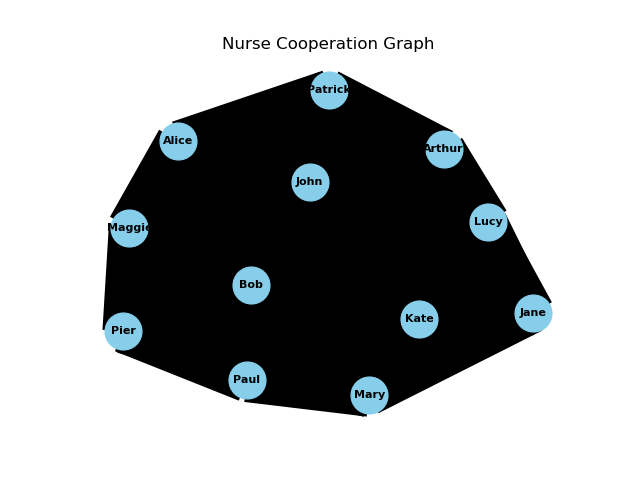 Nurse Cooperation Graph
Patrick
Alice
Arthur
John
Lucy
Maggie
Bob
Jane
Kate
Pier
Paul
Mary